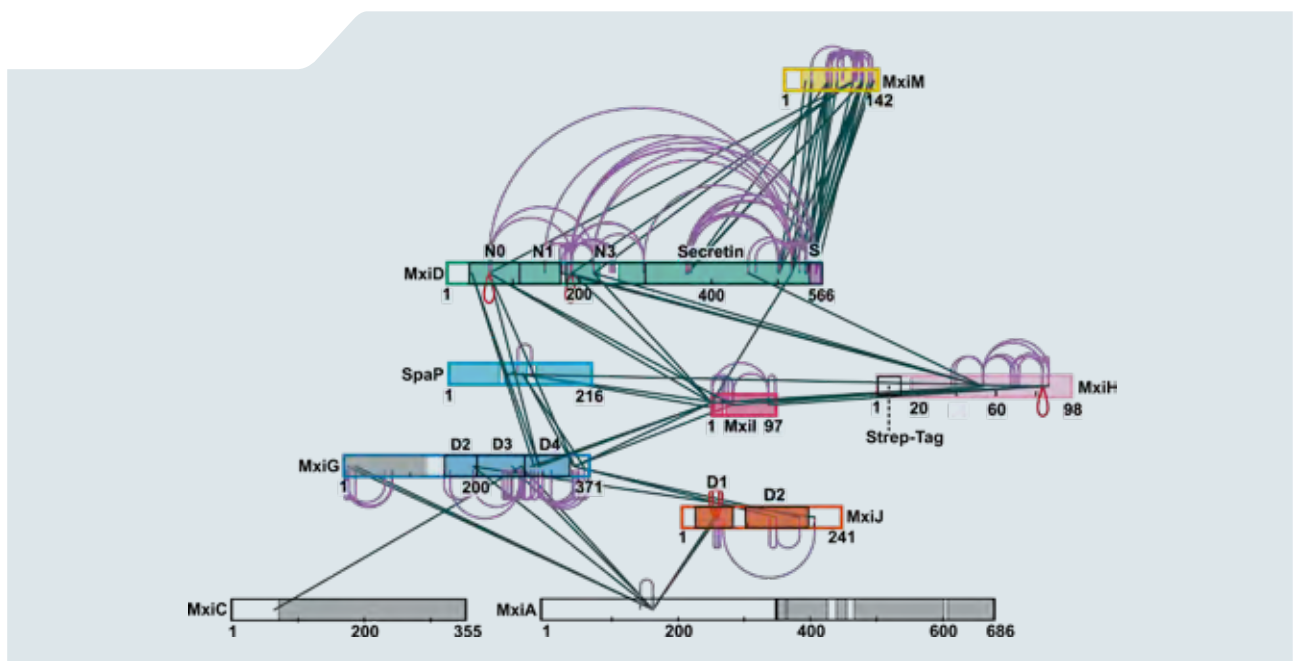 MxiM
1 142
N0 N1 N3 Secretin S
MxiD
1 200 400 566
SpaP
1 216
MxiH
1 20 60 98
1 MxiI 97
Strep-Tag
D2 D3 D4
MxiG
1 200 371
D1 D2
MxiJ
1 241
MxiC
1 200 355
MxiA
1 200 400 600 686